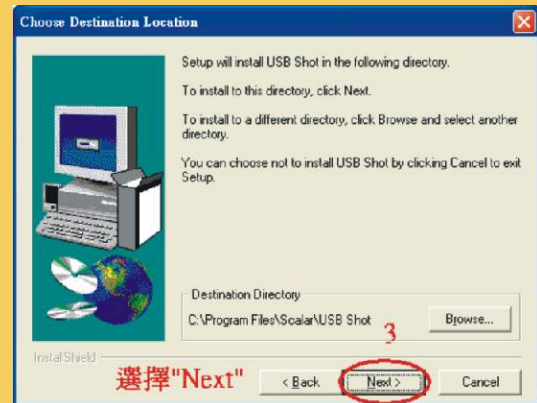 Choose Destination Location
Setup will install USB Shot in the following directory.
To install to this directory, click Next.
To install to a different directory, click Browse and select another
directory.
You can choose not to install USB Shot by clicking Cancel to exit
Setup.
Destination Directory
C:\Program Files\Scalar\USB Shot
Browse...
3
InstallShield
選擇"Next"
< Back
Next >
Cancel